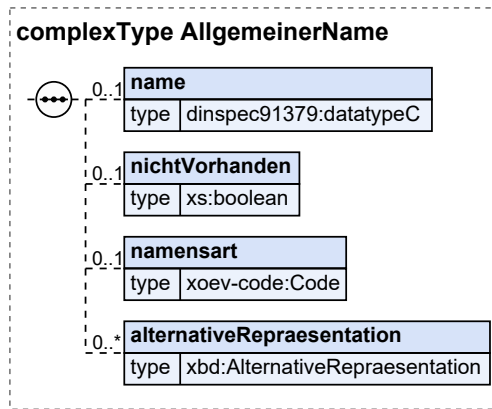 complexType AllgemeinerName
0..1 name
type dinspec91379:datatypeC
0..1 nichtVorhanden
type xs:boolean
0..1 namensart
type xoev-code:Code
0..* alternativeRepraesentation
type xbd:AlternativeRepraesentation